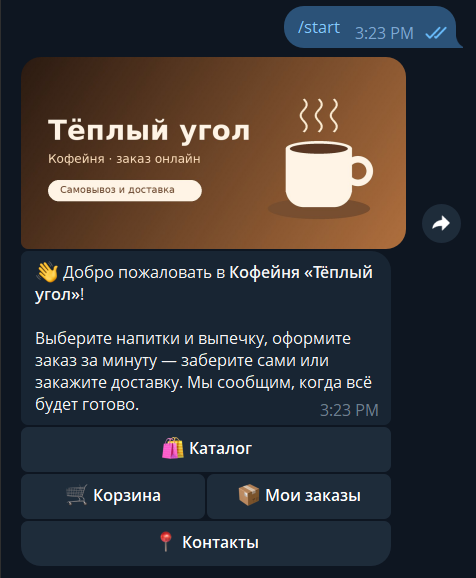 /start 3:23 PM
Тёплый угол
Кофейня · заказ онлайн
Самовывоз и доставка
👋 Добро пожаловать в Кофейня «Тёплый
угол»!
Выберите напитки и выпечку, оформите
заказ за минуту — заберите сами или
закажите доставку. Мы сообщим, когда всё
будет готово. 3:23 PM
🛍️ Каталог
🛒 Корзина 📦 Мои заказы
📍 Контакты